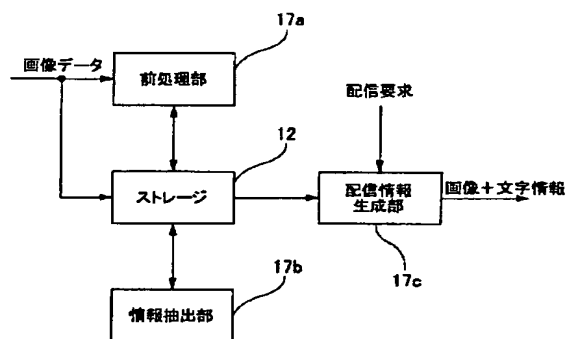 17a
画像データ
前処理部
配信要求
12
ストレージ
配信情報
生成部
画像＋文字情報
17b
17c
情報抽出部